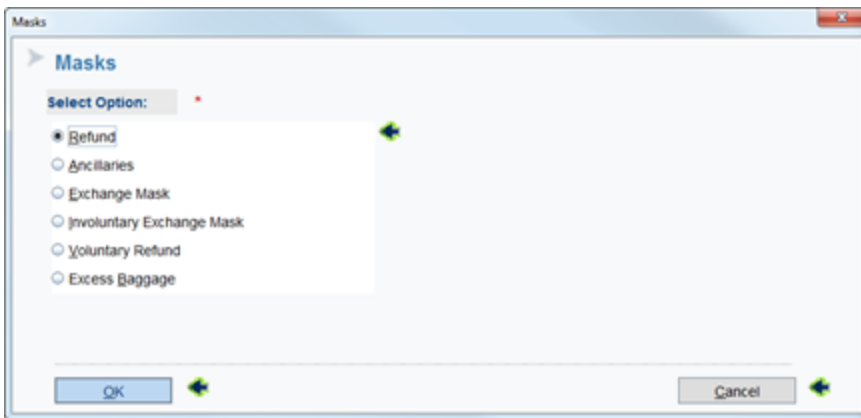 Masks
Masks
Select Option: *
Refund
Ancillaries
Exchange Mask
Involuntary Exchange Mask
Voluntary Refund
Excess Baggage
OK Cancel